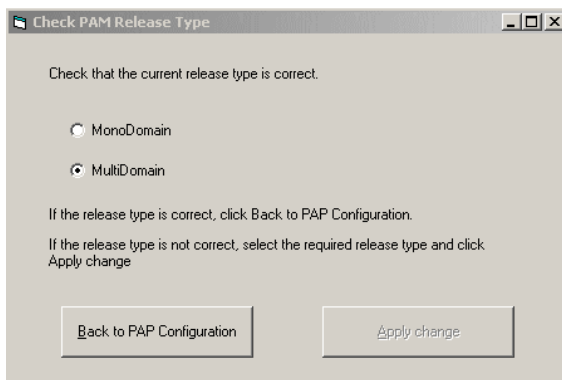 Check PAM Release Type
Check that the current release type is correct.
MonoDomain
MultiDomain
If the release type is correct, click Back to PAP Configuration.
If the release type is not correct, select the required release type and click
Apply change
Back to PAP Configuration
Apply change